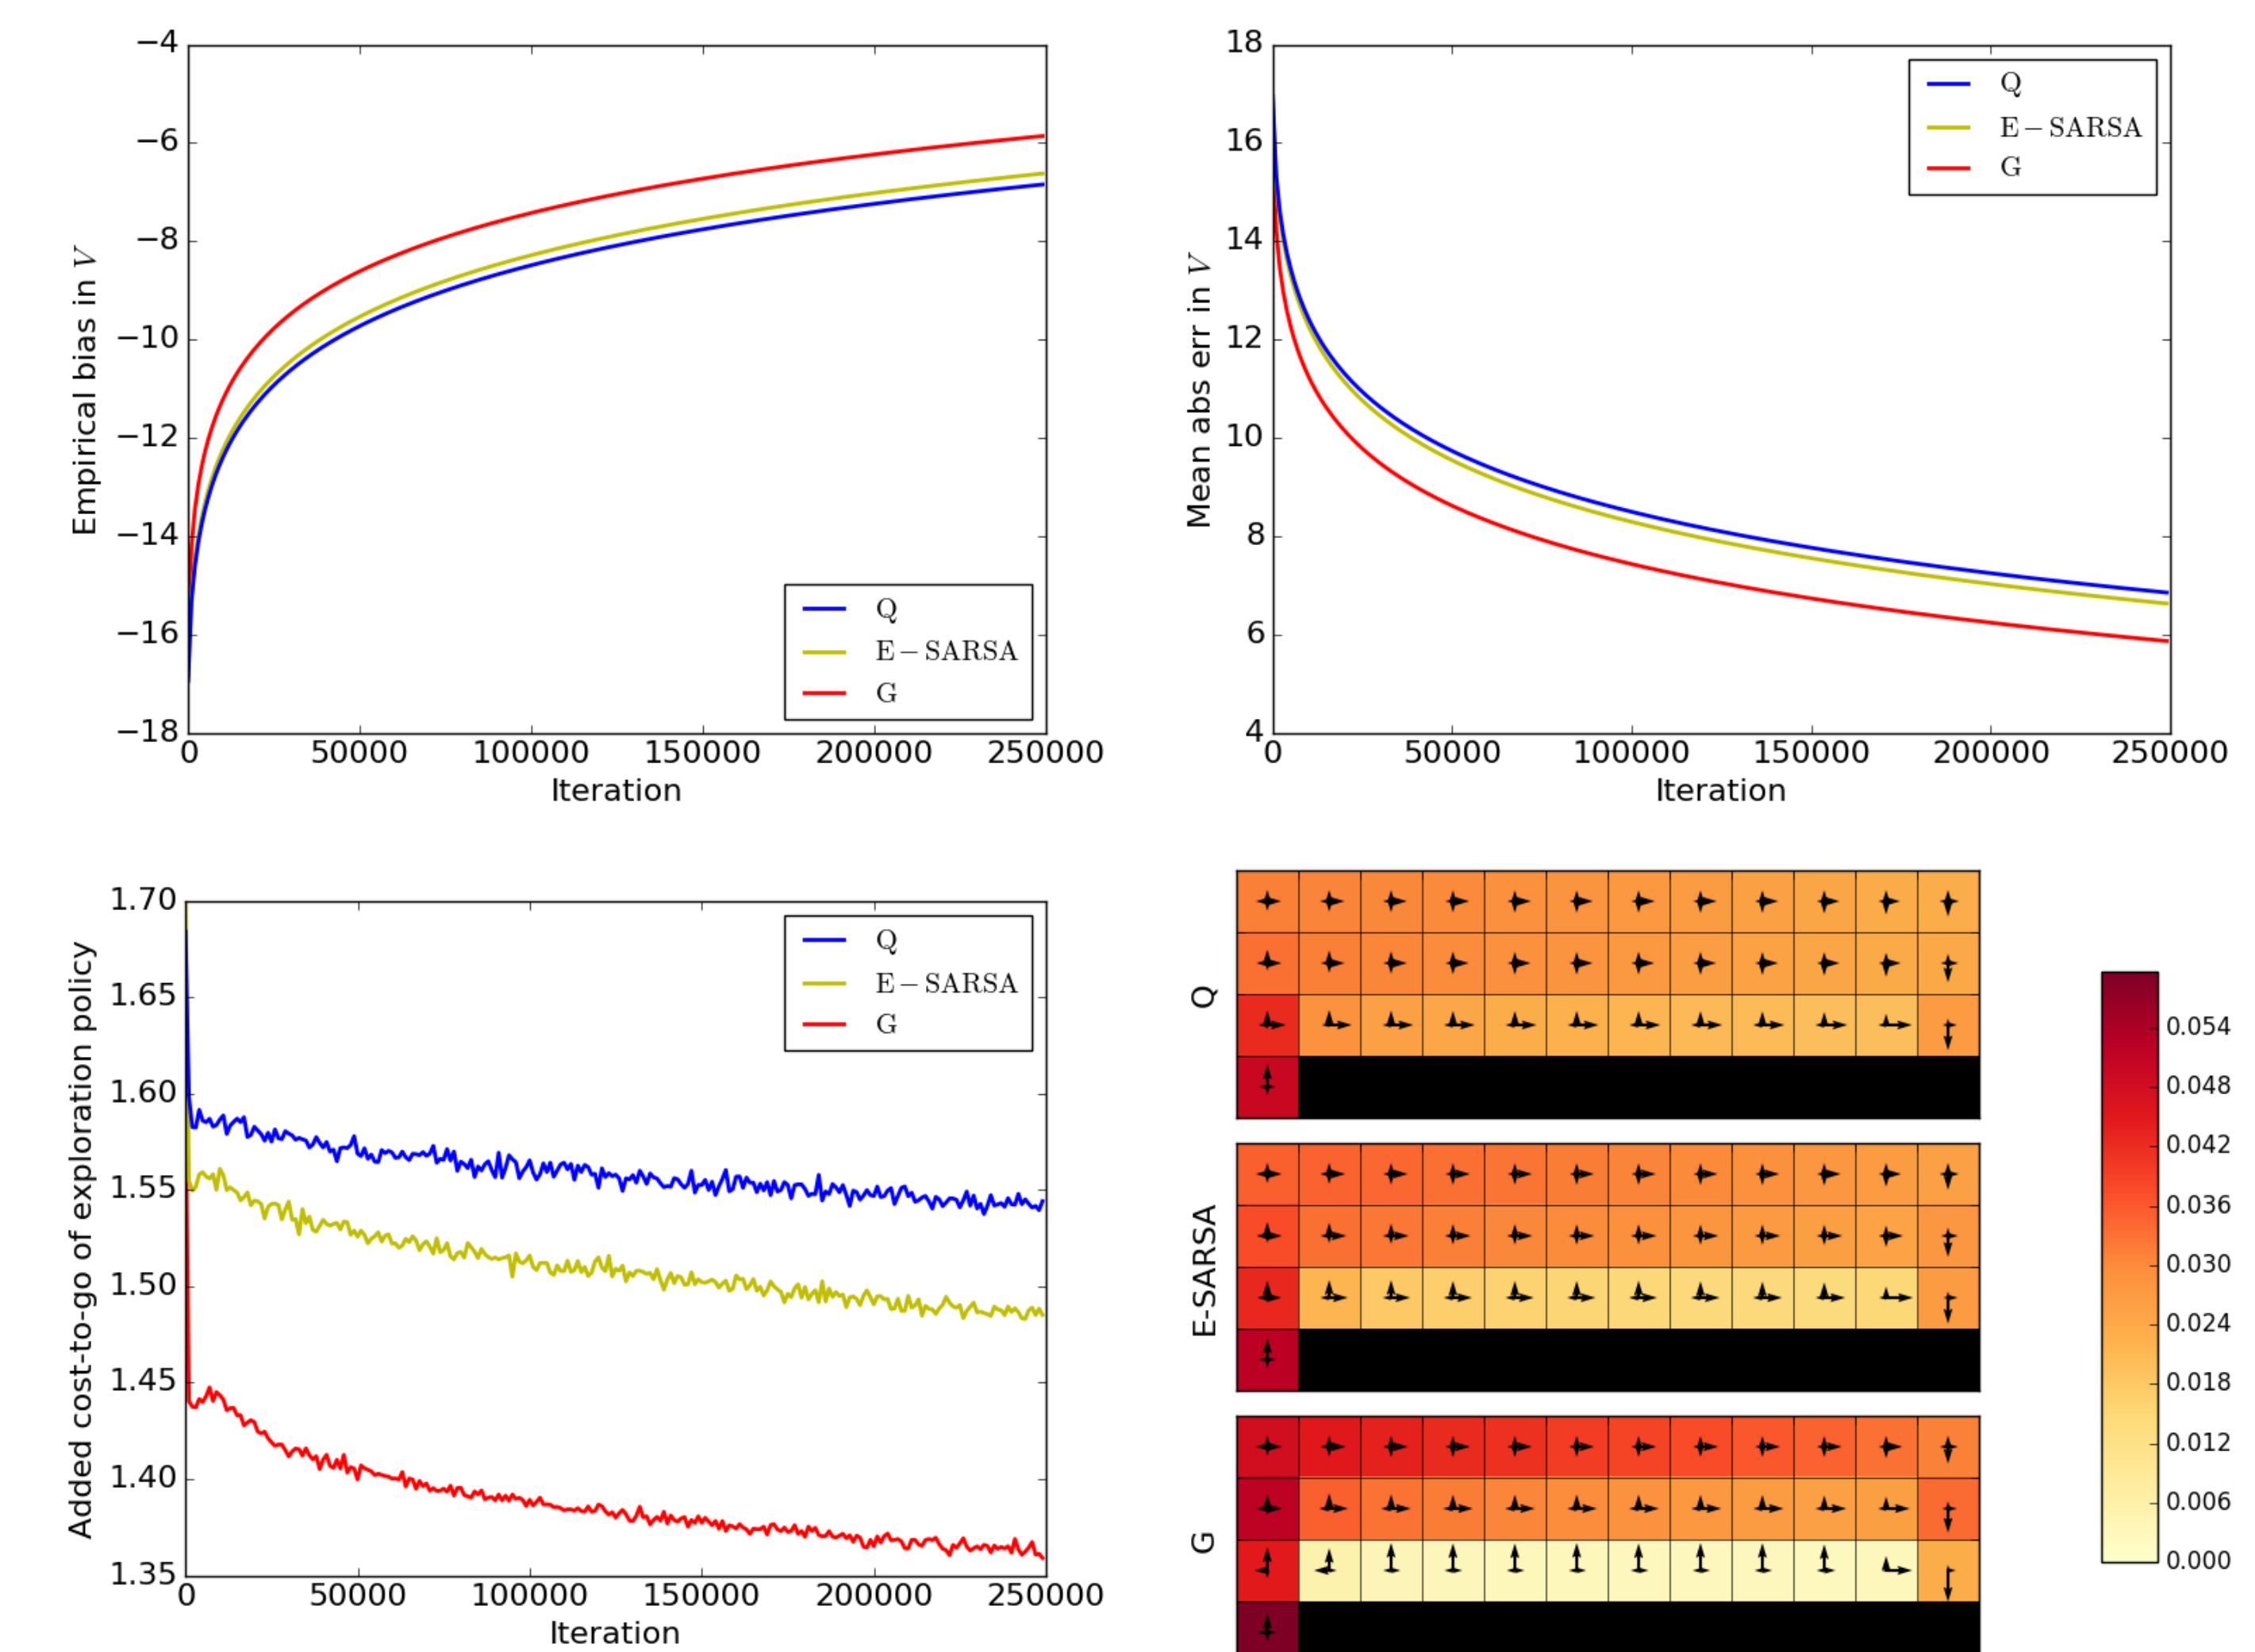 −4
−6
−8
−10
−12
−14
−16
−18
Empirical bias in V
Q
E − SARSA
G
0 50000 100000 150000 200000 250000
Iteration
18
16
14
12
10
8
6
4
Mean abs err in V
Q
E − SARSA
G
0 50000 100000 150000 200000 250000
Iteration
1.70
1.65
1.60
1.55
1.50
1.45
1.40
1.35
Added cost-to-go of exploration policy
Q
E − SARSA
G
0 50000 100000 150000 200000 250000
Iteration
Q
E-SARSA
G
0.054
0.048
0.042
0.036
0.030
0.024
0.018
0.012
0.006
0.000